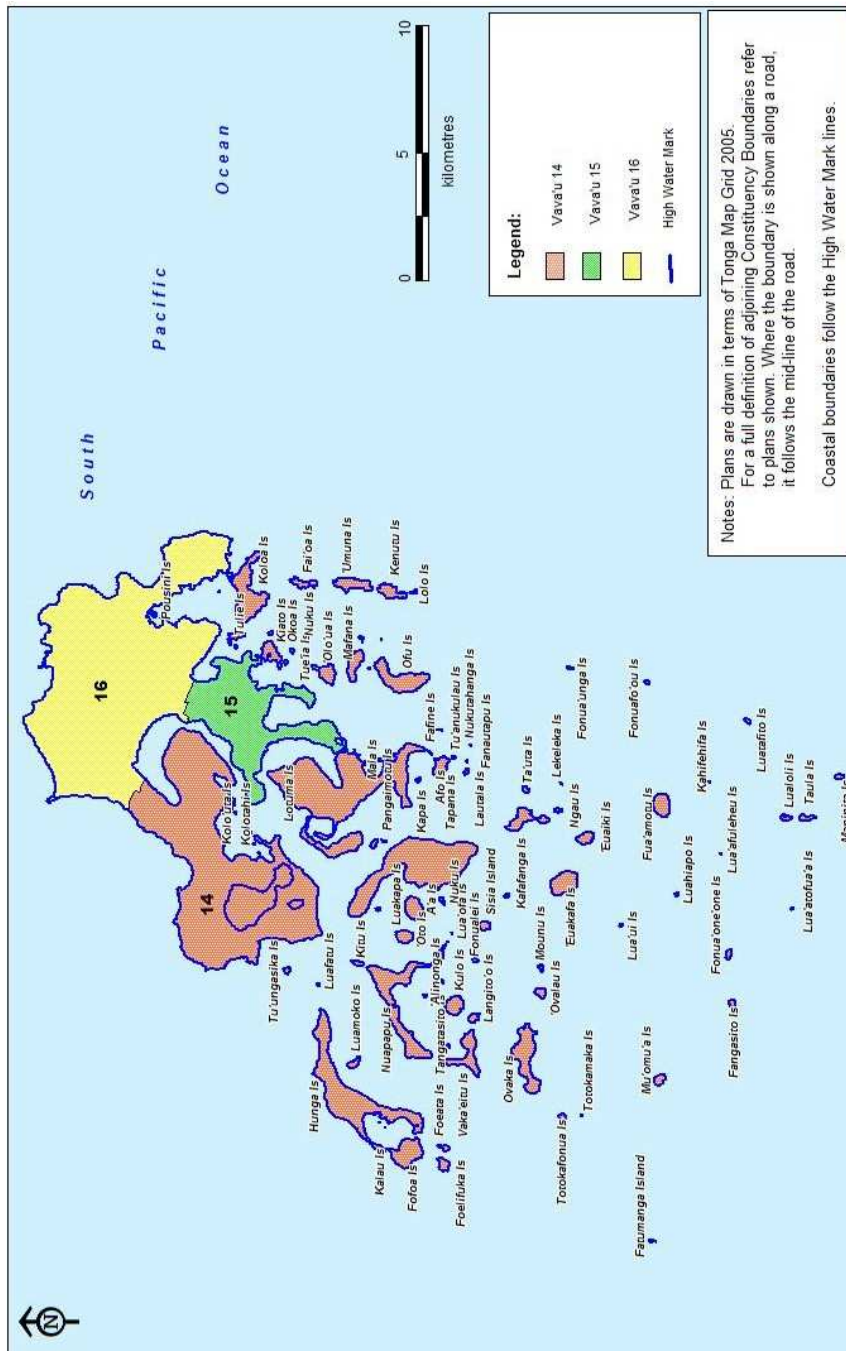 N
South
Pacific
Ocean
0 5 10
kilometres
Legend:
Vava'u 14
Vava'u 15
Vava'u 16
High Water Mark
Notes: Plans are drawn in terms of Tonga Map Grid 2005.
For a full definition of adjoining Constituency Boundaries refer
to plans shown. Where the boundary is shown along a road,
it follows the mid-line of the road.
Coastal boundaries follow the High Water Mark lines.
16
15
14
Pousini Is
Tulie Is
Koloa Is
Kiato Is
Okoa Is
Tue'ia Is
Nuku Is
Fai'oa Is
'Olo'ua Is
'Umuna Is
Mafana Is
Kenutu Is
Lolo Is
Ofu Is
Kolo'uta Is
Kolotahi Is
Lotuma Is
Mala Is
Pangaimotu Is
Fafine Is
Kapa Is
Afo Is
Tu'anukulau Is
Tapana Is
Nukutahanga Is
Lautala Is
Fanautapu Is
Tu'ungasika Is
Luafatu Is
Kitu Is
Luakapa Is
'Oto Is
A'a Is
Nuku Is
Lua'ofa Is
Fonualei Is
Sisia Island
Kafafanga Is
Ta'uta Is
Lekeleka Is
Ngau Is
'Euaiki Is
'Euakafa Is
Fonua'unga Is
Fonuafo'ou Is
Fua'amotu Is
Hunga Is
Luamoko Is
Nuapapu Is
'Alinonga Is
Kulo Is
Tangatasito Is
Langito'o Is
Vaka'eitu Is
Foeata Is
Kalau Is
Fofoa Is
Foelifuka Is
Ovaka Is
'Ovalau Is
Mounu Is
Totokafonua Is
Totokamaka Is
Mu'omu'a Is
Fatumanga Island
Lua'ui Is
Luahiapo Is
Kahifehifa Is
Luatafito Is
Lua'afuleheu Is
Fonua'one'one Is
Fangasito Is
Lualoli Is
Taula Is
Lua'atofua'a Is